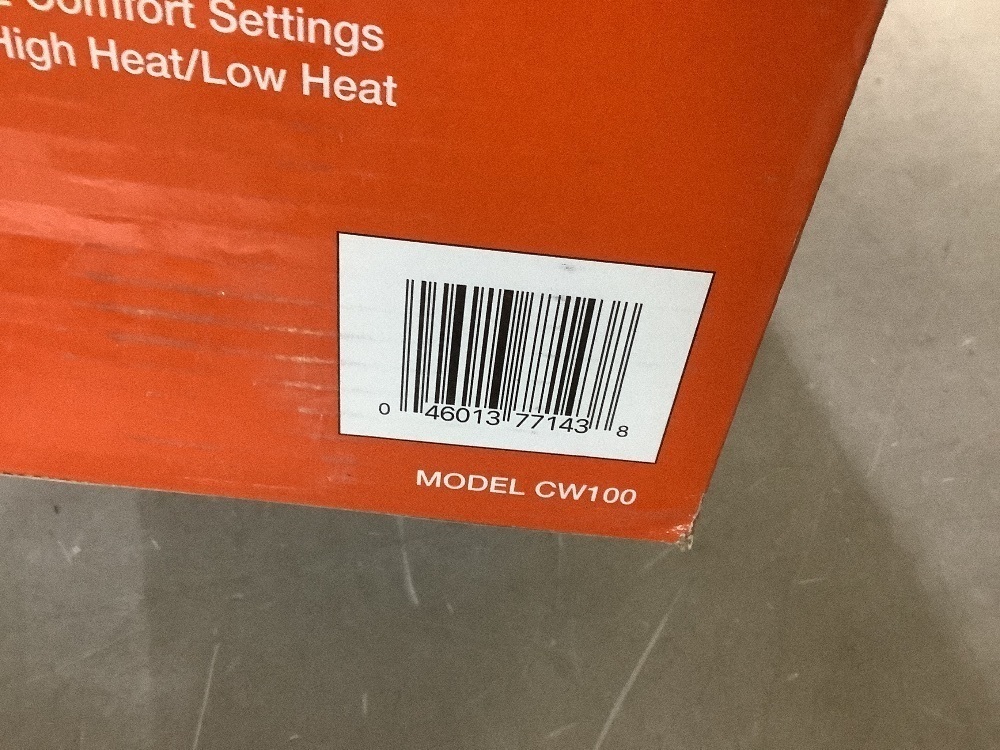 Comfort Settings
High Heat/Low Heat
0 46013 77143 8
MODEL CW100